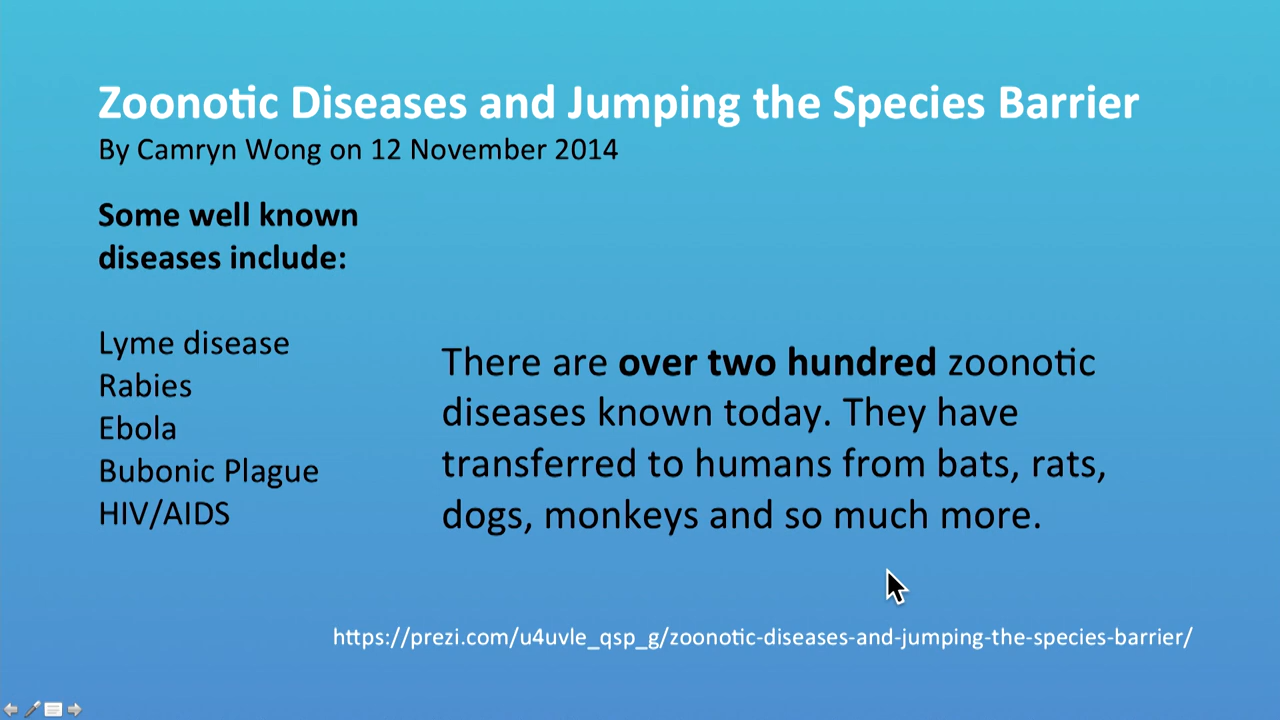 Zoonotic Diseases and Jumping the Species Barrier
By Camryn Wong on 12 November 2014
Some well known
diseases include:
Lyme disease
Rabies
Ebola
Bubonic Plague
HIV/AIDS
There are over two hundred zoonotic
diseases known today. They have
transferred to humans from bats, rats,
dogs, monkeys and so much more.
https://prezi.com/u4uvle_qsp_g/zoonotic-diseases-and-jumping-the-species-barrier/